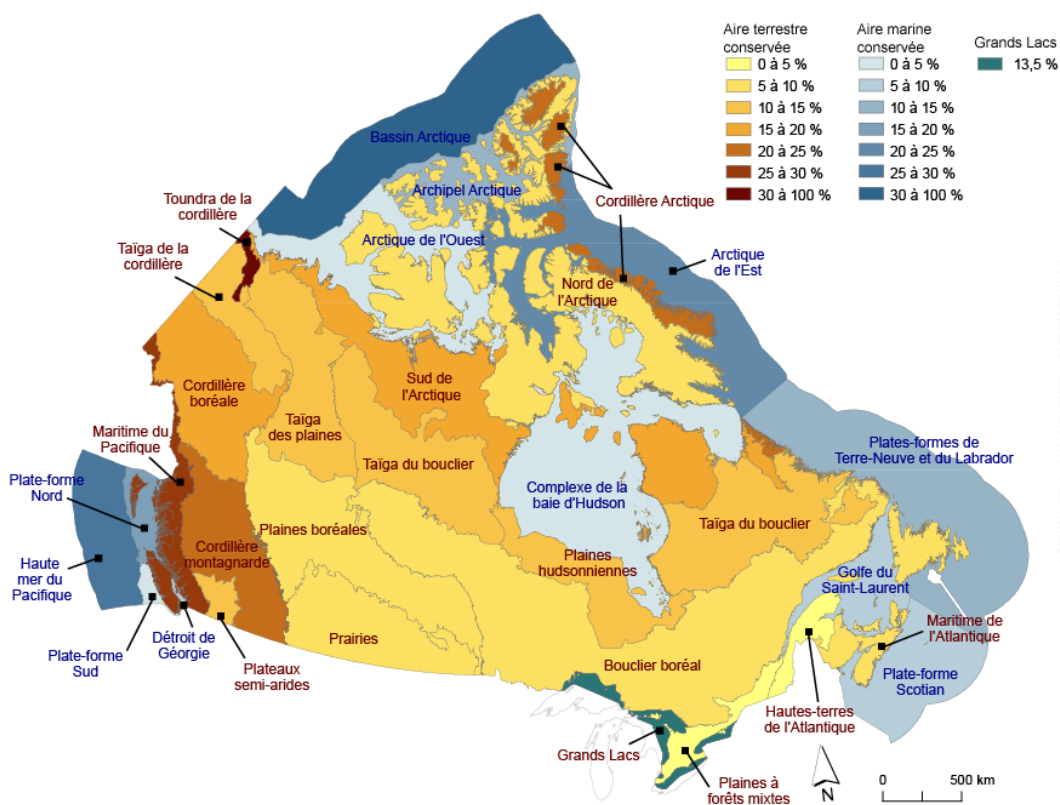 Aire terrestre
conservée
0 à 5 %
5 à 10 %
10 à 15 %
15 à 20 %
20 à 25 %
25 à 30 %
30 à 100 %
Aire marine
conservée
0 à 5 %
5 à 10 %
10 à 15 %
15 à 20 %
20 à 25 %
25 à 30 %
30 à 100 %
Grands Lacs
13,5 %
Bassin Arctique
Archipel Arctique
Toundra de la
cordillère
Cordillère Arctique
Taïga de la
cordillère
Arctique de l'Ouest
Arctique
de l'Est
Nord de
l'Arctique
Cordillère
boréale
Sud de
l'Arctique
Maritime du
Pacifique
Taïga
des plaines
Taïga du bouclier
Plates-formes de
Terre-Neuve et du Labrador
Plate-forme
Nord
Complexe de la
baie d'Hudson
Plaines boréales
Taïga du bouclier
Haute
mer du
Pacifique
Cordillère
montagnarde
Plaines
hudsonniennes
Golfe du
Saint-Laurent
Maritime de
l'Atlantique
Plate-forme
Sud
Détroit de
Géorgie
Plateaux
semi-arides
Prairies
Bouclier boréal
Plate-forme
Scotian
Hautes-terres
de l'Atlantique
Grands Lacs
Plaines à
forêts mixtes
N
0 500 km